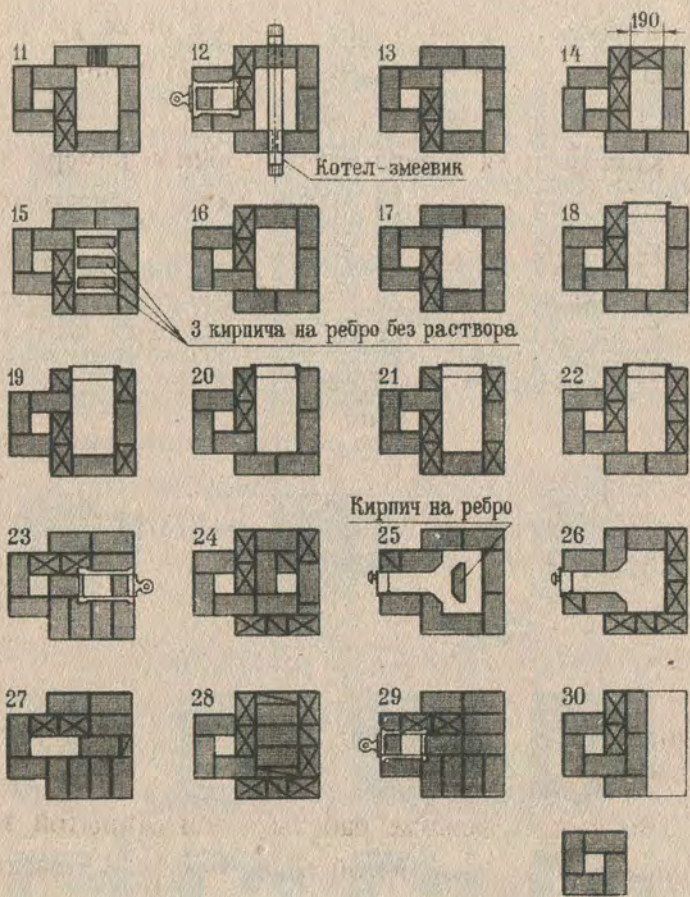 11 12 13 14 190
Котел-змеевик
15 16 17 18
3 кирпича на ребро без раствора
19 20 21 22
Кирпич на ребро
23 24 25 26
27 28 29 30